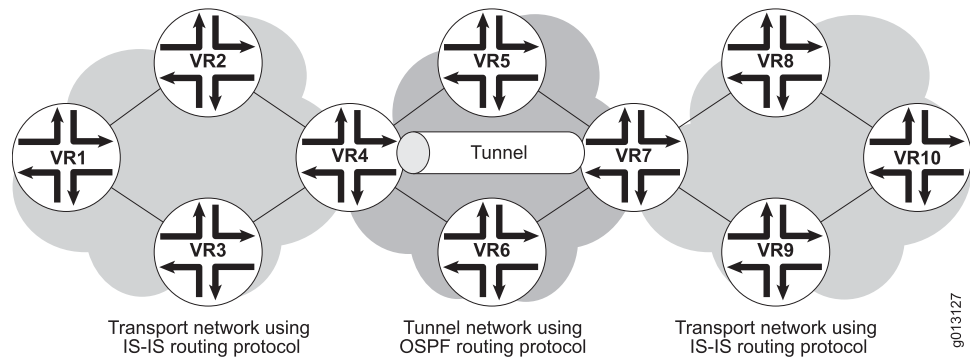 VR2
VR5
VR8
VR1
VR4
Tunnel
VR7
VR10
VR3
VR6
VR9
Transport network using
IS-IS routing protocol
Tunnel network using
OSPF routing protocol
Transport network using
IS-IS routing protocol
g013127